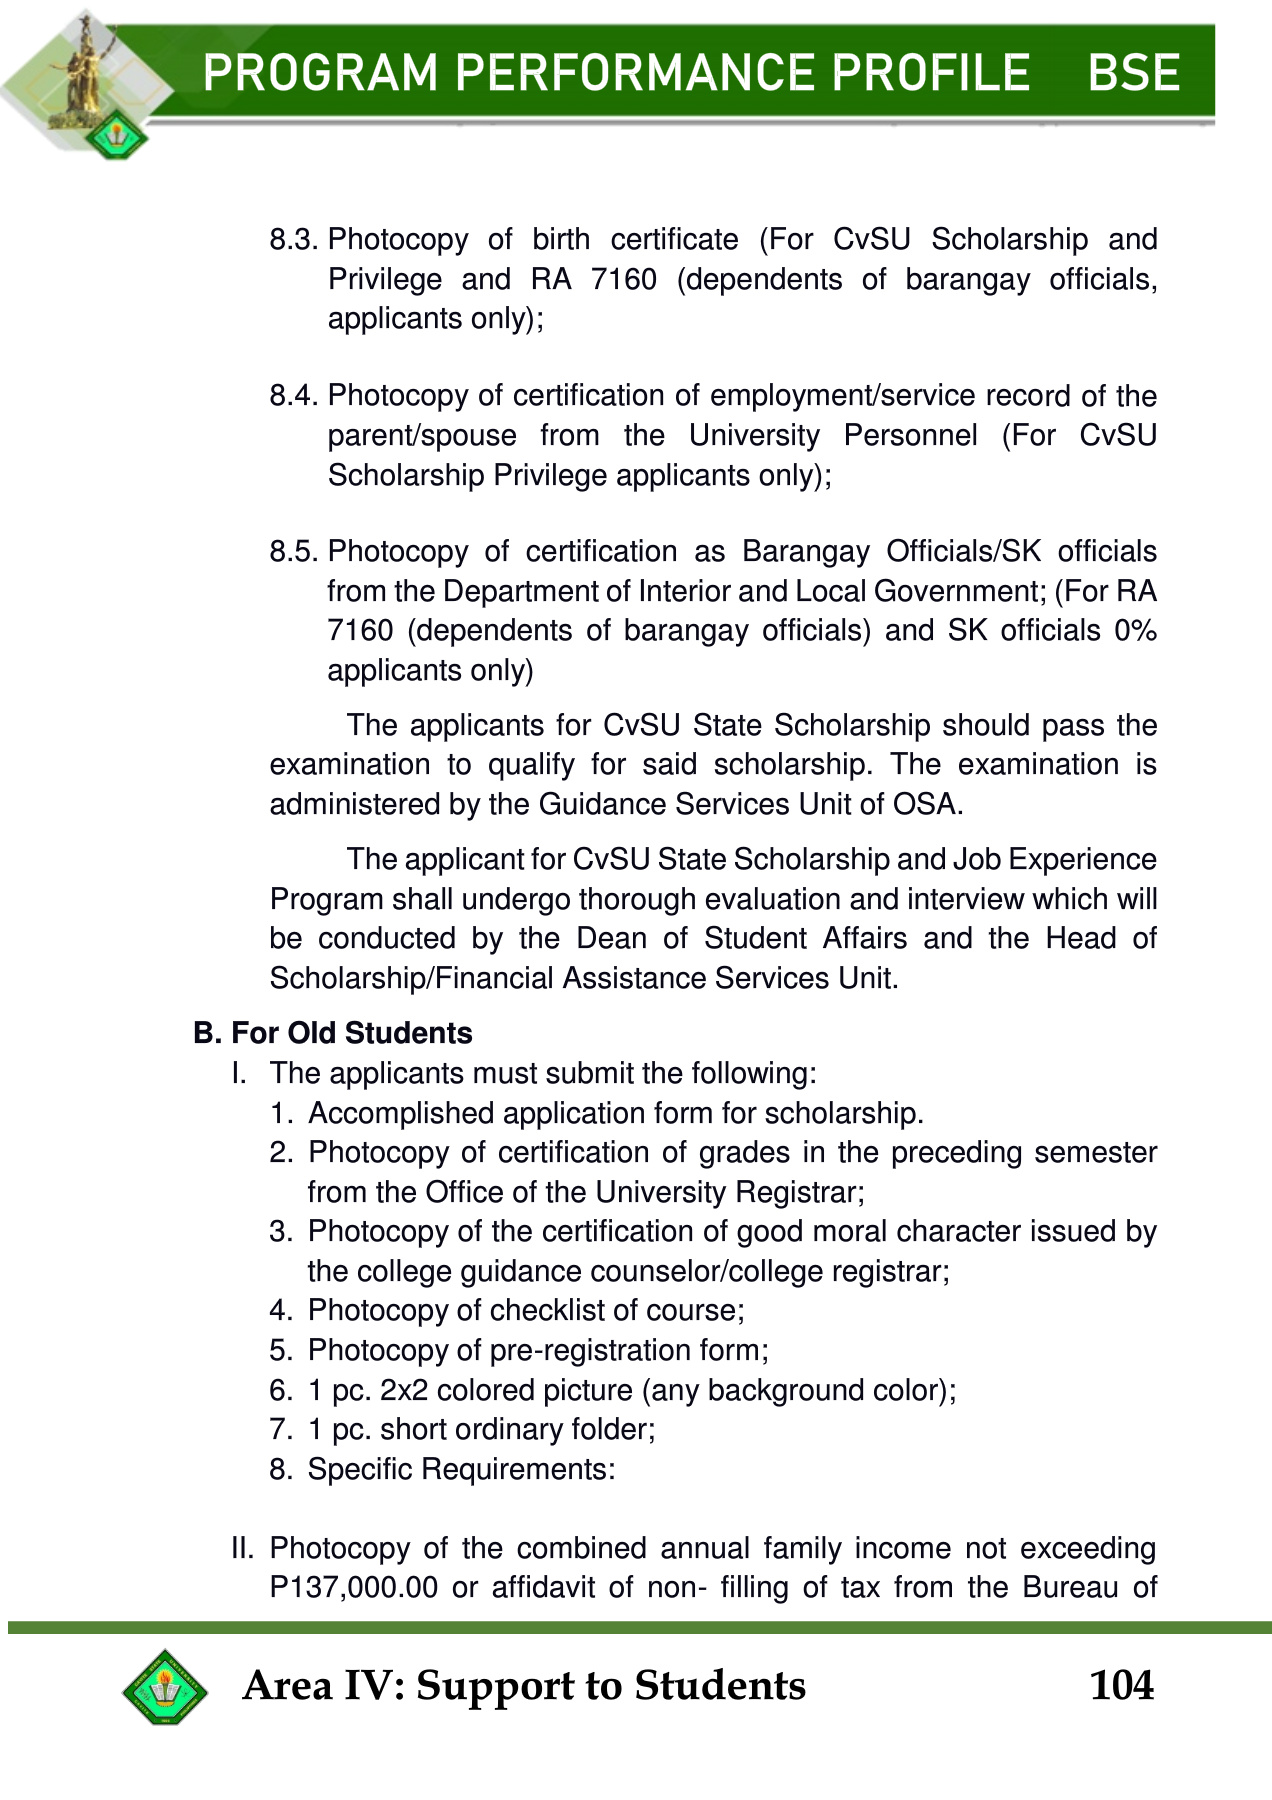 PROGRAM PERFORMANCE PROFILE BSE
8.3. Photocopy of birth certificate (For CvSU Scholarship and
Privilege and RA 7160 (dependents of barangay officials,
applicants only);
8.4. Photocopy of certification of employment/service record of the
parent/spouse from the University Personnel (For CvSU
Scholarship Privilege applicants only);
8.5. Photocopy of certification as Barangay Officials/SK officials
from the Department of Interior and Local Government; (For RA
7160 (dependents of barangay officials) and SK officials 0%
applicants only)
The applicants for CvSU State Scholarship should pass the
examination to qualify for said scholarship. The examination is
administered by the Guidance Services Unit of OSA.
The applicant for CvSU State Scholarship and Job Experience
Program shall undergo thorough evaluation and interview which will
be conducted by the Dean of Student Affairs and the Head of
Scholarship/Financial Assistance Services Unit.
B. For Old Students
I. The applicants must submit the following:
1. Accomplished application form for scholarship.
2. Photocopy of certification of grades in the preceding semester
from the Office of the University Registrar;
3. Photocopy of the certification of good moral character issued by
the college guidance counselor/college registrar;
4. Photocopy of checklist of course;
5. Photocopy of pre-registration form;
6. 1 pc. 2x2 colored picture (any background color);
7. 1 pc. short ordinary folder;
8. Specific Requirements:
II. Photocopy of the combined annual family income not exceeding
P137,000.00 or affidavit of non- filling of tax from the Bureau of
Area IV: Support to Students 104